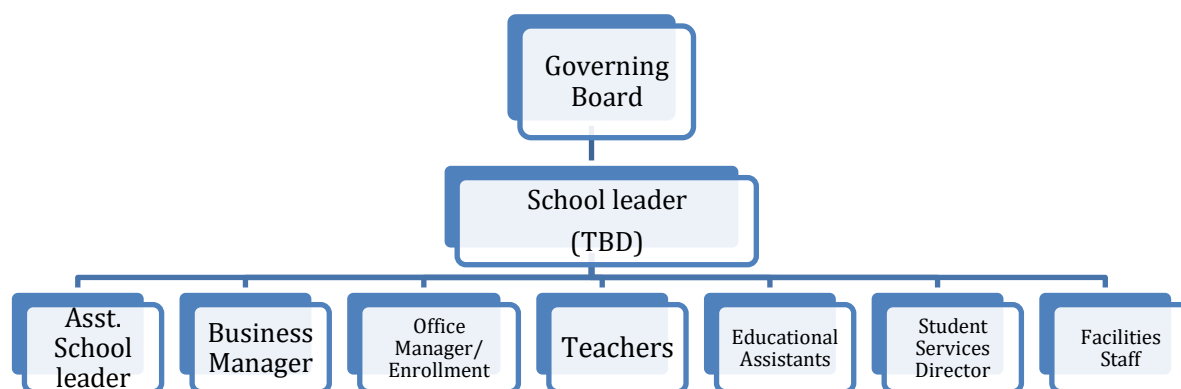 Governing
Board
School leader
(TBD)
Asst.
School
leader
Business
Manager
Office
Manager/
Enrollment
Teachers
Educational
Assistants
Student
Services
Director
Facilities
Staff